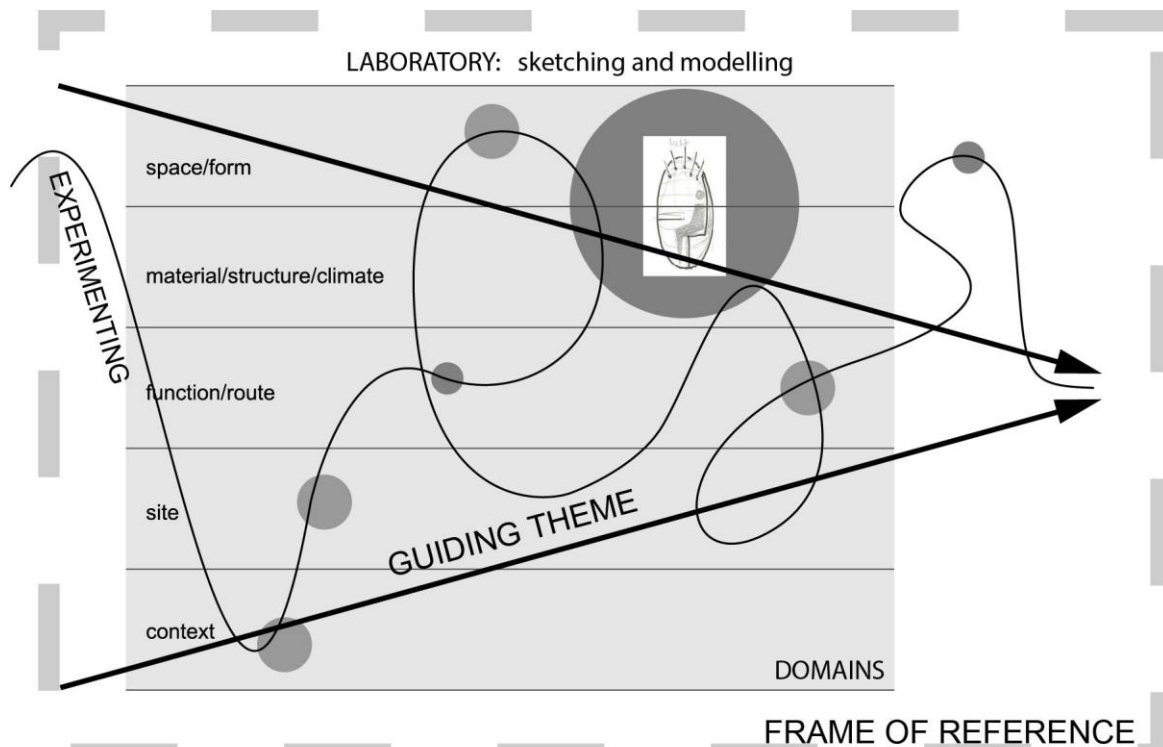 LABORATORY: sketching and modelling
space/form
light
EXPERIMENTING
material/structure/climate
function/route
site
GUIDING THEME
context
DOMAINS
FRAME OF REFERENCE